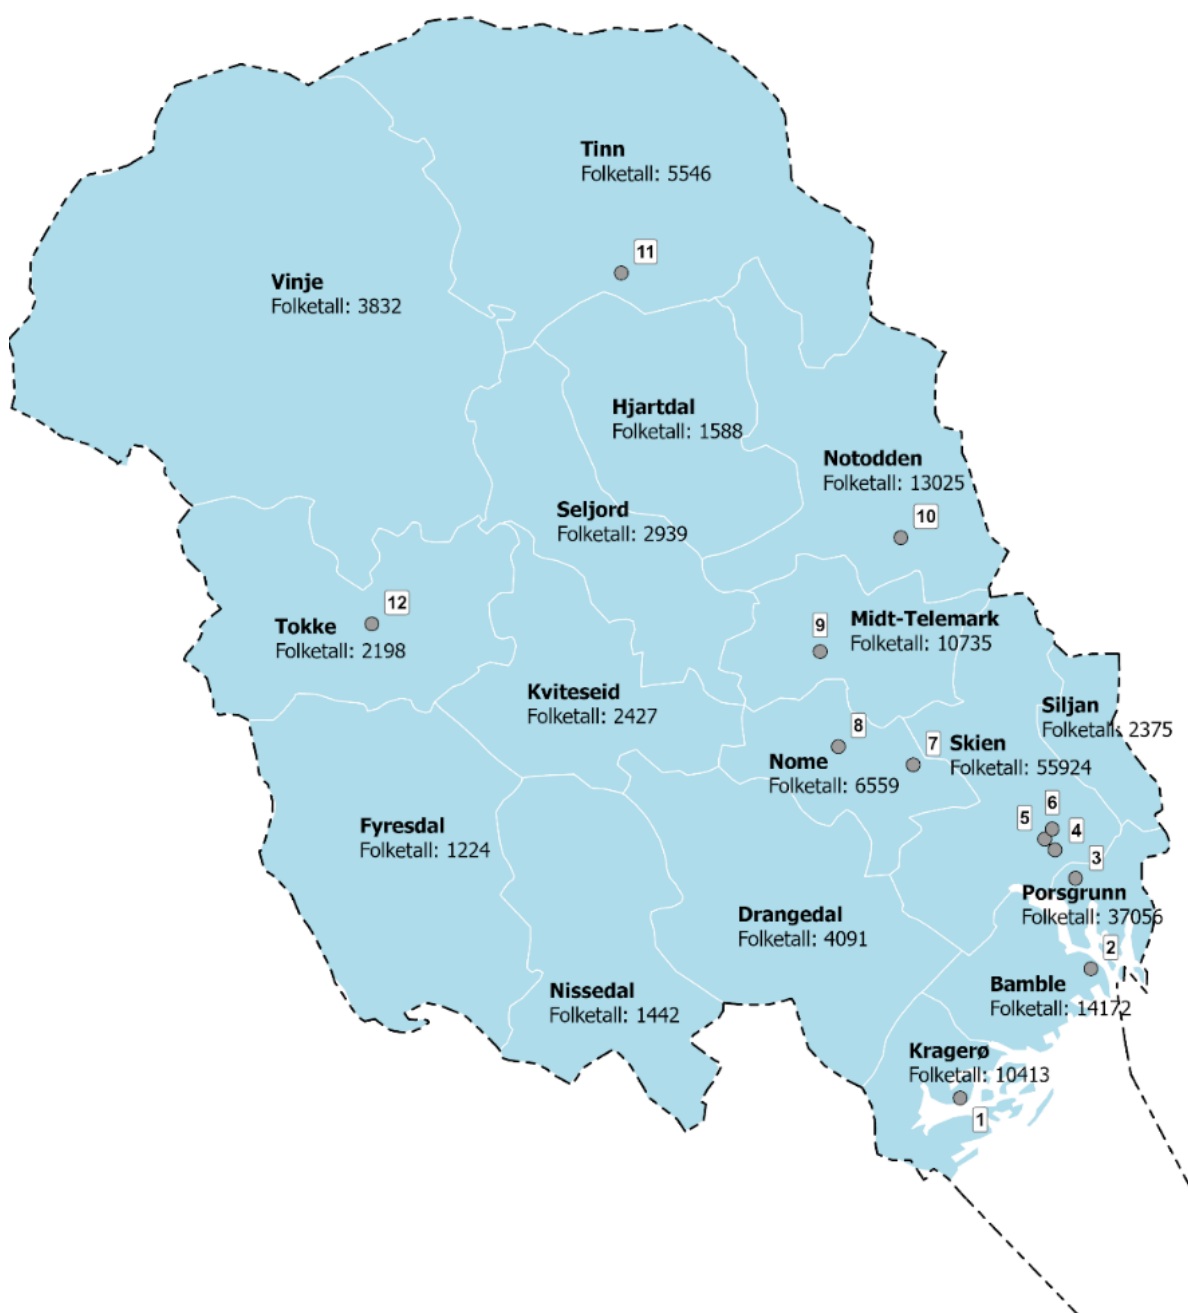 Tinn
Folketall: 5546
11
Vinje
Folketall: 3832
Hjartdal
Folketall: 1588
Notodden
Folketall: 13025
10
Seljord
Folketall: 2939
12
Tokke
Folketall: 2198
9
Midt-Telemark
Folketall: 10735
Kviteseid
Folketall: 2427
Siljan
Folketall: 2375
8
7
Skien
Folketall: 55924
Nome
Folketall: 6559
6
5
4
3
Fyresdal
Folketall: 1224
Porsgrunn
Folketall: 37056
Drangedal
Folketall: 4091
2
Bamble
Folketall: 14172
Nissedal
Folketall: 1442
Kragerø
Folketall: 10413
1